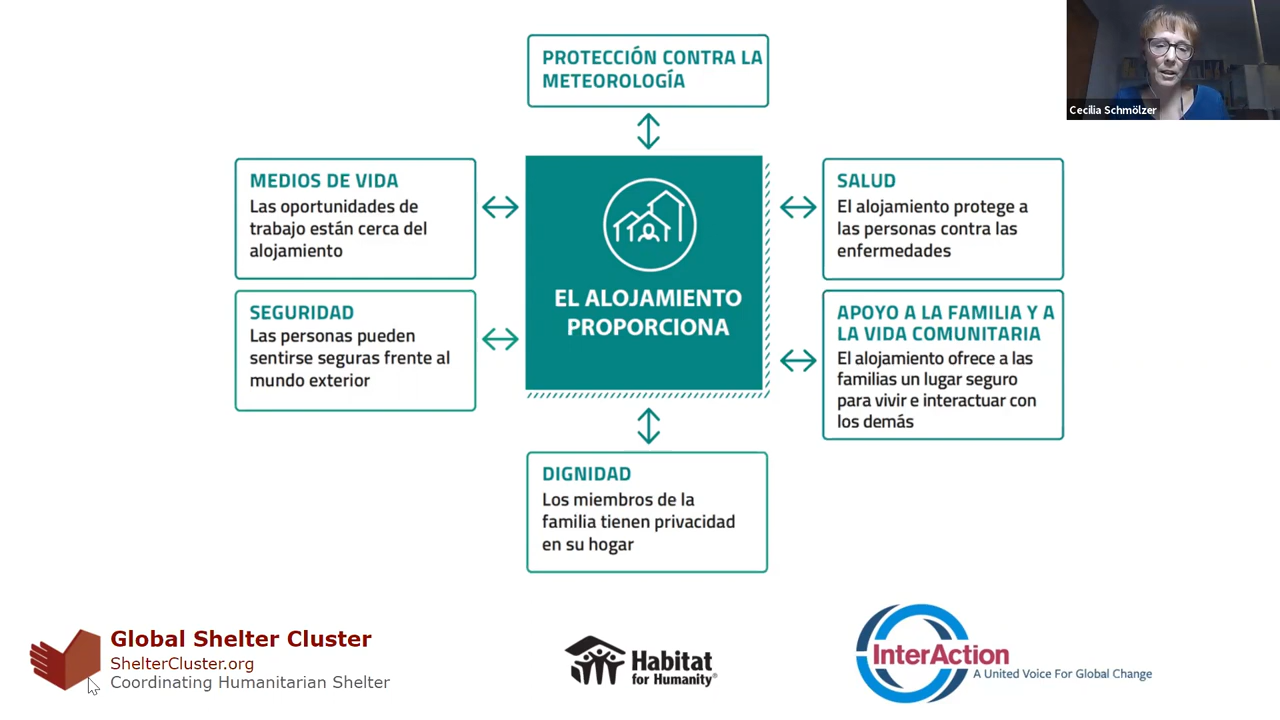 PROTECCIÓN CONTRA LA
METEOROLOGÍA
Cecilia Schmölzer
MEDIOS DE VIDA
Las oportunidades de
trabajo están cerca del
alojamiento
SEGURIDAD
Las personas pueden
sentirse seguras frente al
mundo exterior
EL ALOJAMIENTO
PROPORCIONA
SALUD
El alojamiento protege a
las personas contra las
enfermedades
APOYO A LA FAMILIA Y A
LA VIDA COMUNITARIA
El alojamiento ofrece a las
familias un lugar seguro
para vivir e interactuar con
los demás
DIGNIDAD
Los miembros de la
familia tienen privacidad
en su hogar
Global Shelter Cluster
ShelterCluster.org
Coordinating Humanitarian Shelter
Habitat
for Humanity®
InterAction
A United Voice For Global Change